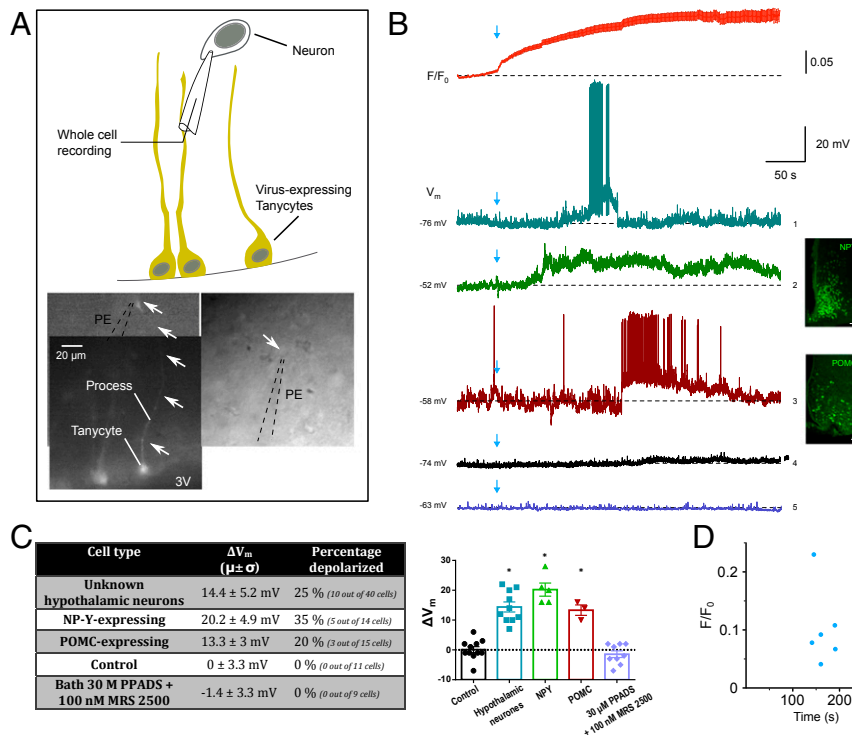 A
Neuron
Whole cell
recording
Virus-expressing
Tanycytes
PE
20 µm
Process
Tanycyte
3V
PE
B
F/F0
0.05
20 mV
50 s
Vm
-76 mV
1
-52 mV
2
NP
-58 mV
3
POMC
-74 mV
4
-63 mV
5
C
Cell type ΔVm Percentage
(µ± σ) depolarized
Unknown
hypothalamic neurons 14.4 ± 5.2 mV 25 % (10 out of 40 cells)
NP-Y-expressing 20.2 ± 4.9 mV 35 % (5 out of 14 cells)
POMC-expressing 13.3 ± 3 mV 20 % (3 out of 15 cells)
Control 0 ± 3.3 mV 0 % (0 out of 11 cells)
Bath 30 M PPADS +
100 nM MRS 2500 -1.4 ± 3.3 mV 0 % (0 out of 9 cells)
ΔVm
30
20
10
0
-10
* * *
Control
Hypothalamic
neurones
NPY
POMC
30 µM PPADS
+ 100 nM MRS 2500
D
F/F0
0.2
0.1
0
100 200
Time (s)